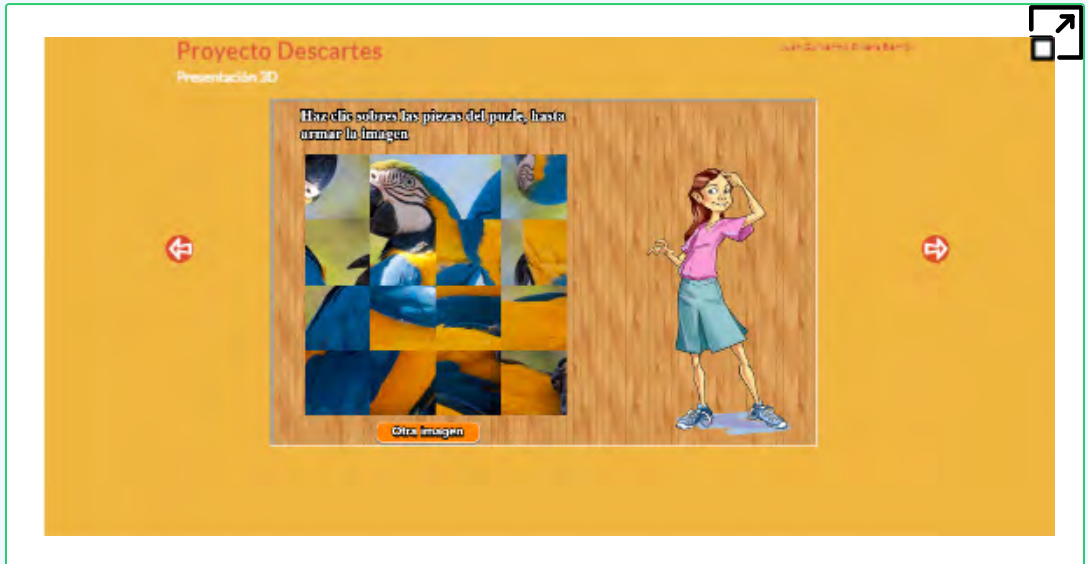 Proyecto Descartes
Presentación 3D
Haz clic sobres las piezas del puzle, hasta
armar la imagen
Otra imagen